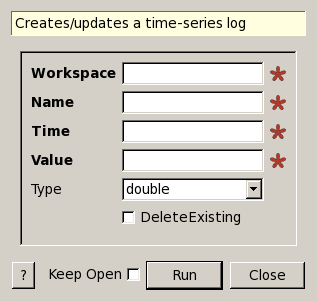 Creates/updates a time-series log
Workspace
Name
Time
Value
Type double
DeleteExisting
? Keep Open Run Close